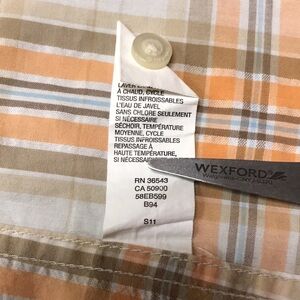 À CHAUD, CYCLE
TISSUS INFROISSABLES
L'EAU DE JAVEL
SANS CHLORE SEULEMENT
SI NÉCESSAIRE
SÉCHOIR, TEMPÉRATURE
MOYENNE, CYCLE
TISSUS INFROISSABLES
REPASSAGE À
HAUTE TEMPÉRATURE,
SI NÉCESSAIRE
RN 36543
CA 50900
58EB599
B94
S11
WEXFORD